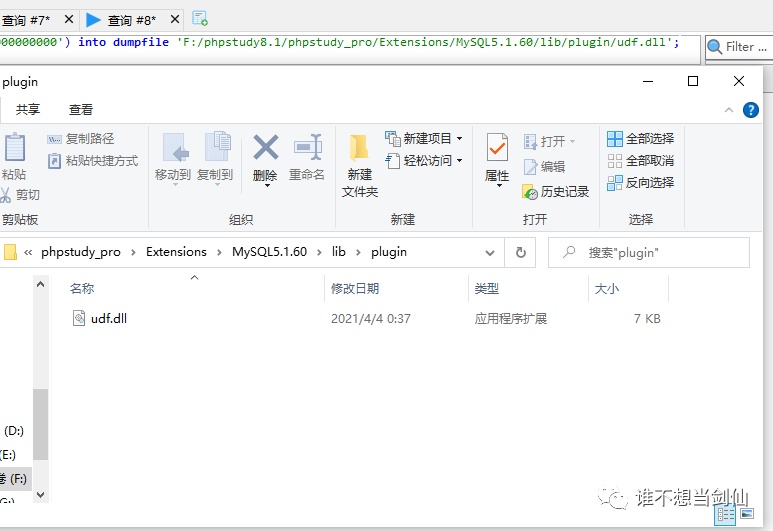 查询 #7* 查询 #8*
000000000') into dumpfile 'F:/phpstudy8.1/phpstudy_pro/Extensions/MySQL5.1.60/lib/plugin/udf.dll';
Filter ...
plugin
共享 查看
粘贴
剪切
复制路径
粘贴快捷方式
剪贴板
移动到 复制到 删除 重命名
组织
新建
文件夹
新建项目
轻松访问
新建
属性
打开
编辑
历史记录
打开
全部选择
全部取消
反向选择
选择
« phpstudy_pro › Extensions › MySQL5.1.60 › lib › plugin
搜索"plugin"
名称 修改日期 类型 大小
udf.dll 2021/4/4 0:37 应用程序扩展 7 KB
(D:)
(E:)
卷 (F:)
谁不想当剑仙